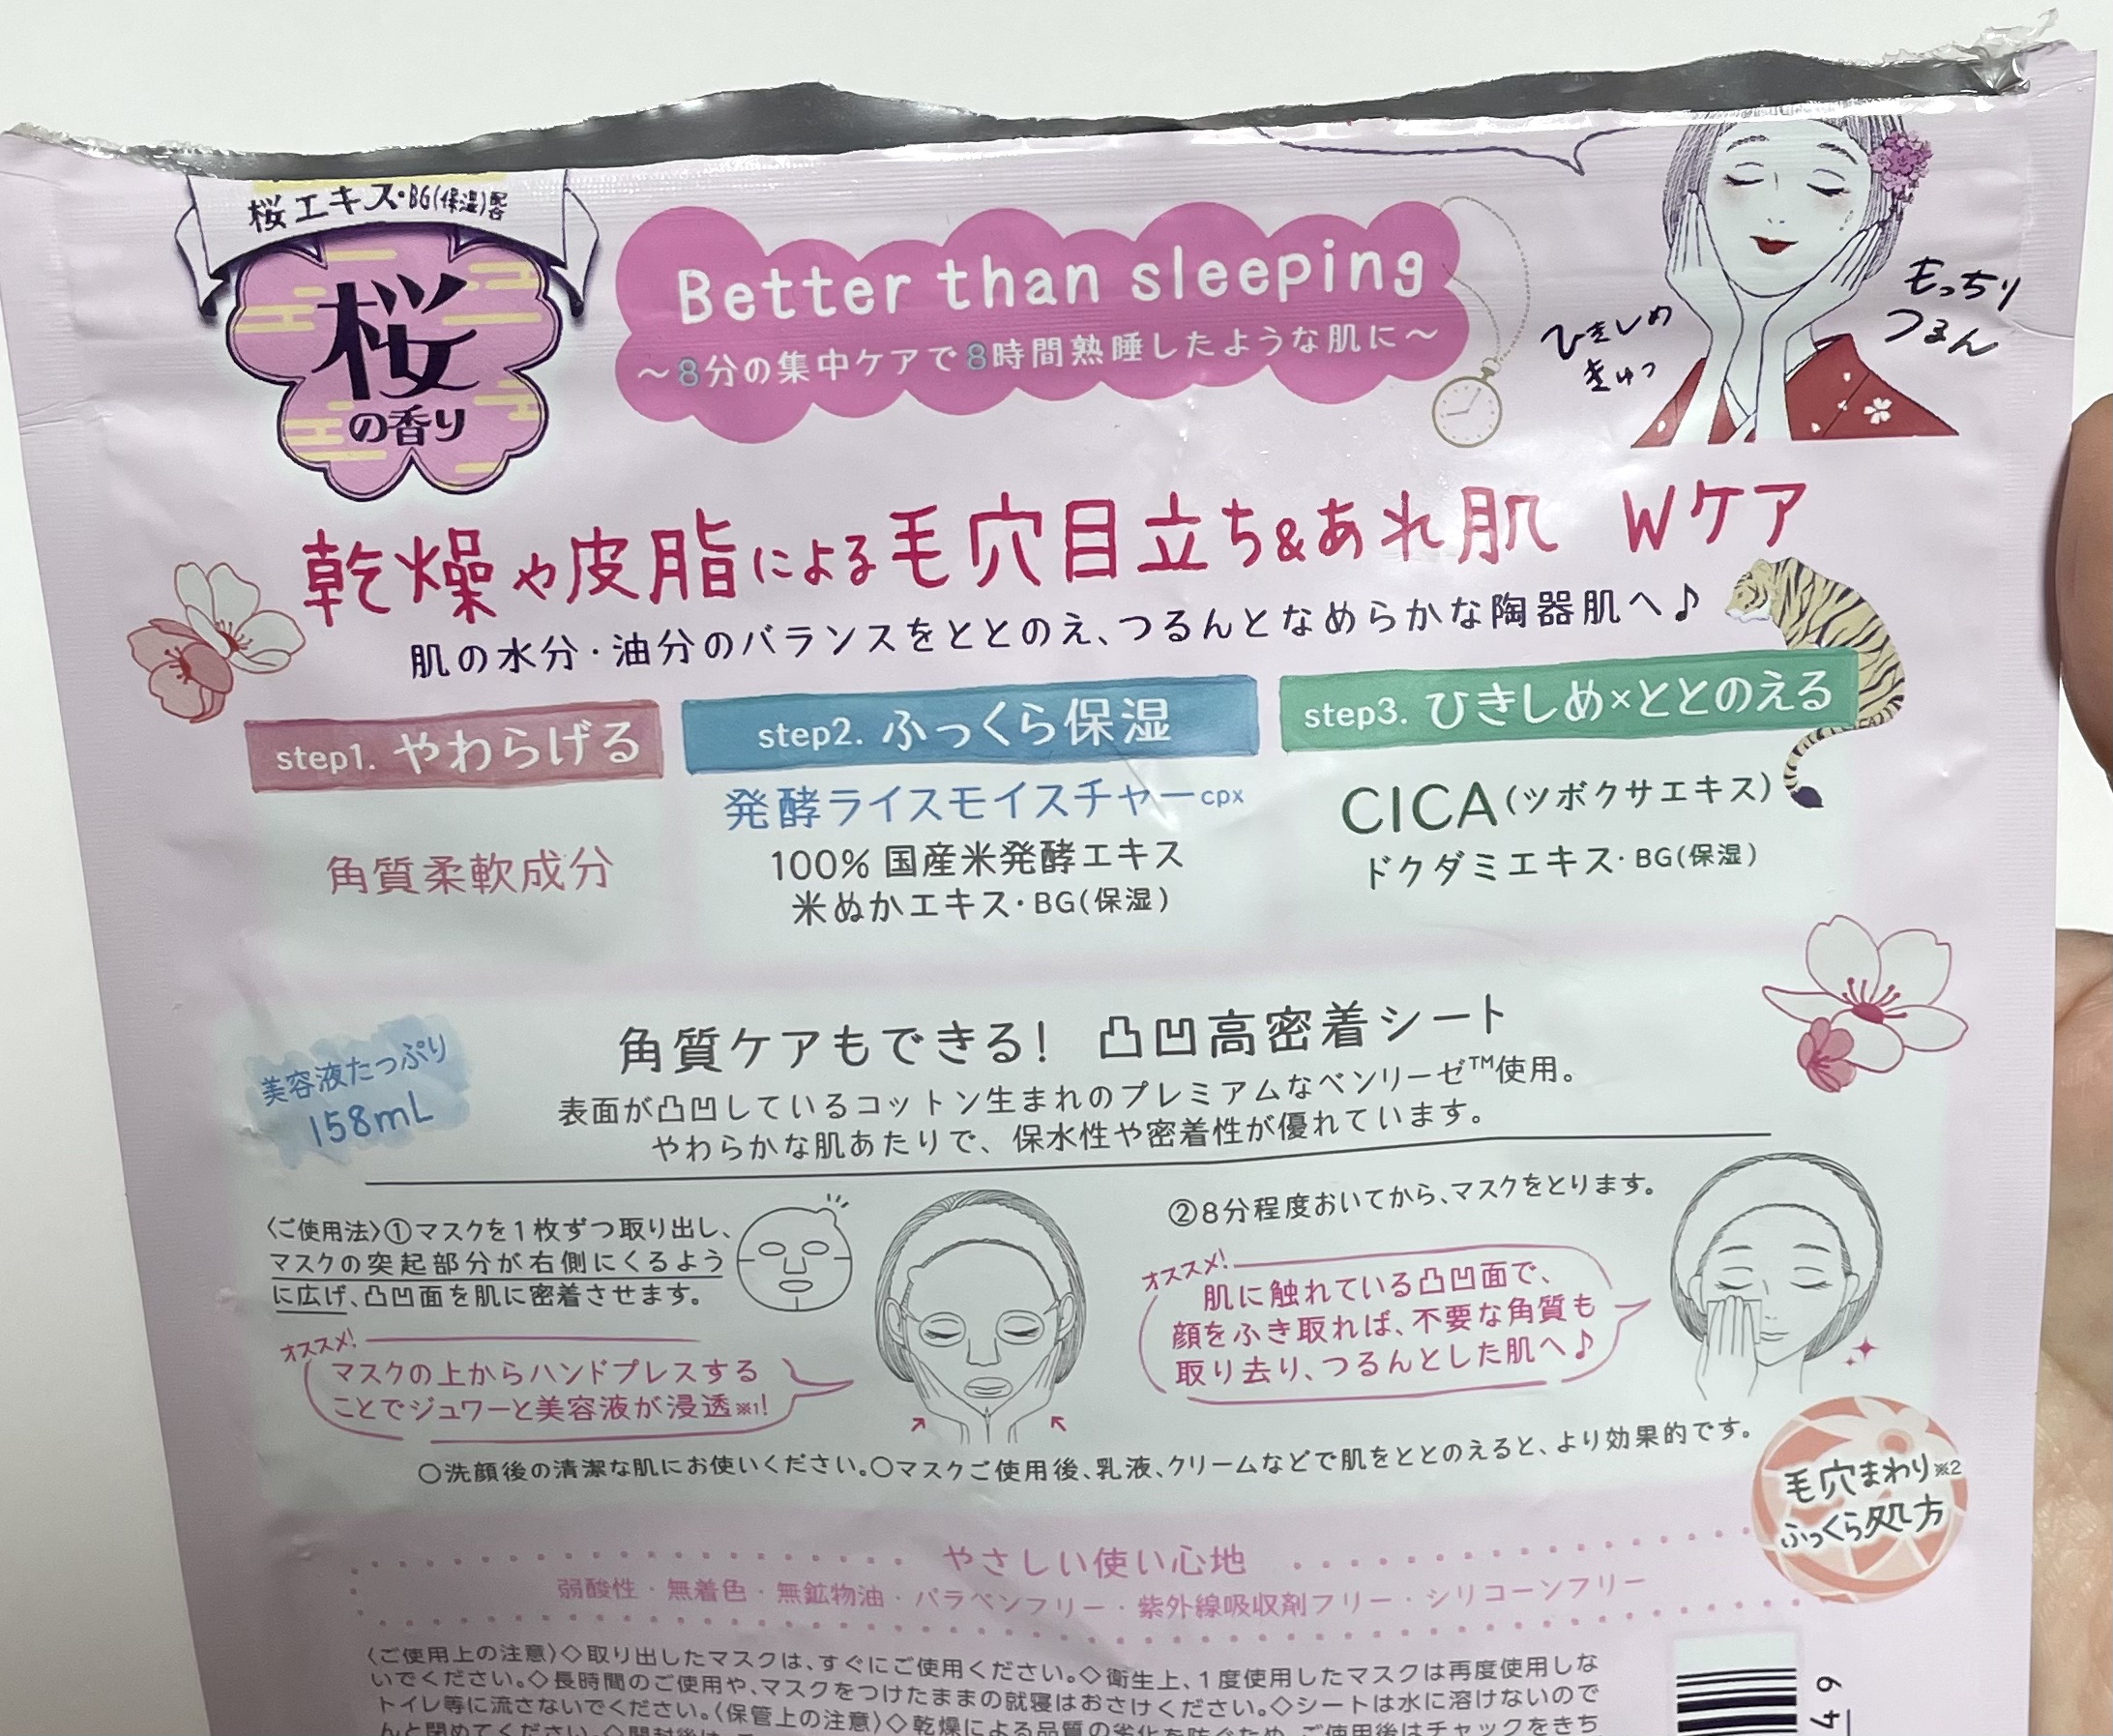 桜エキス・BG(保湿)配合
桜
の香り
Better than sleeping
～8分の集中ケアで8時間熟睡したような肌に～
ひきしめ
きゅっ
もっちり
つるん
乾燥や皮脂による毛穴目立ち&あれ肌 Wケア
肌の水分・油分のバランスをととのえ、つるんとなめらかな陶器肌へ♪
step1. やわらげる
角質柔軟成分
step2. ふっくら保湿
発酵ライスモイスチャーcpx
100% 国産米発酵エキス
米ぬかエキス・BG(保湿)
step3. ひきしめ×ととのえる
CICA(ツボクサエキス)
ドクダミエキス・BG(保湿)
美容液たっぷり
158mL
角質ケアもできる! 凸凹高密着シート
表面が凸凹しているコットン生まれのプレミアムなベンリーゼ™使用。
やわらかな肌あたりで、保水性や密着性が優れています。
〈ご使用法〉①マスクを1枚ずつ取り出し、
マスクの突起部分が右側にくるよう
に広げ、凸凹面を肌に密着させます。
オススメ!
マスクの上からハンドプレスする
ことでジュワーと美容液が浸透※1!
②8分程度おいてから、マスクをとります。
オススメ!
肌に触れている凸凹面で、
顔をふき取れば、不要な角質も
取り去り、つるんとした肌へ♪
○洗顔後の清潔な肌にお使いください。○マスクご使用後、乳液、クリームなどで肌をととのえると、より効果的です。
毛穴まわり※2
ふっくら処方
やさしい使い心地
弱酸性・無着色・無鉱物油・パラベンフリー・紫外線吸収剤フリー・シリコーンフリー
〈ご使用上の注意〉◇取り出したマスクは、すぐにご使用ください。◇衛生上、1度使用したマスクは再度使用しな
いでください。◇長時間のご使用や、マスクをつけたままの就寝はおさけください。◇シートは水に溶けないので
トイレ等に流さないでください。〈保管上の注意〉◇乾燥による品質の劣化を防ぐため、ご使用後はチャックをきち
んと閉めてください。◇開封後は、
49